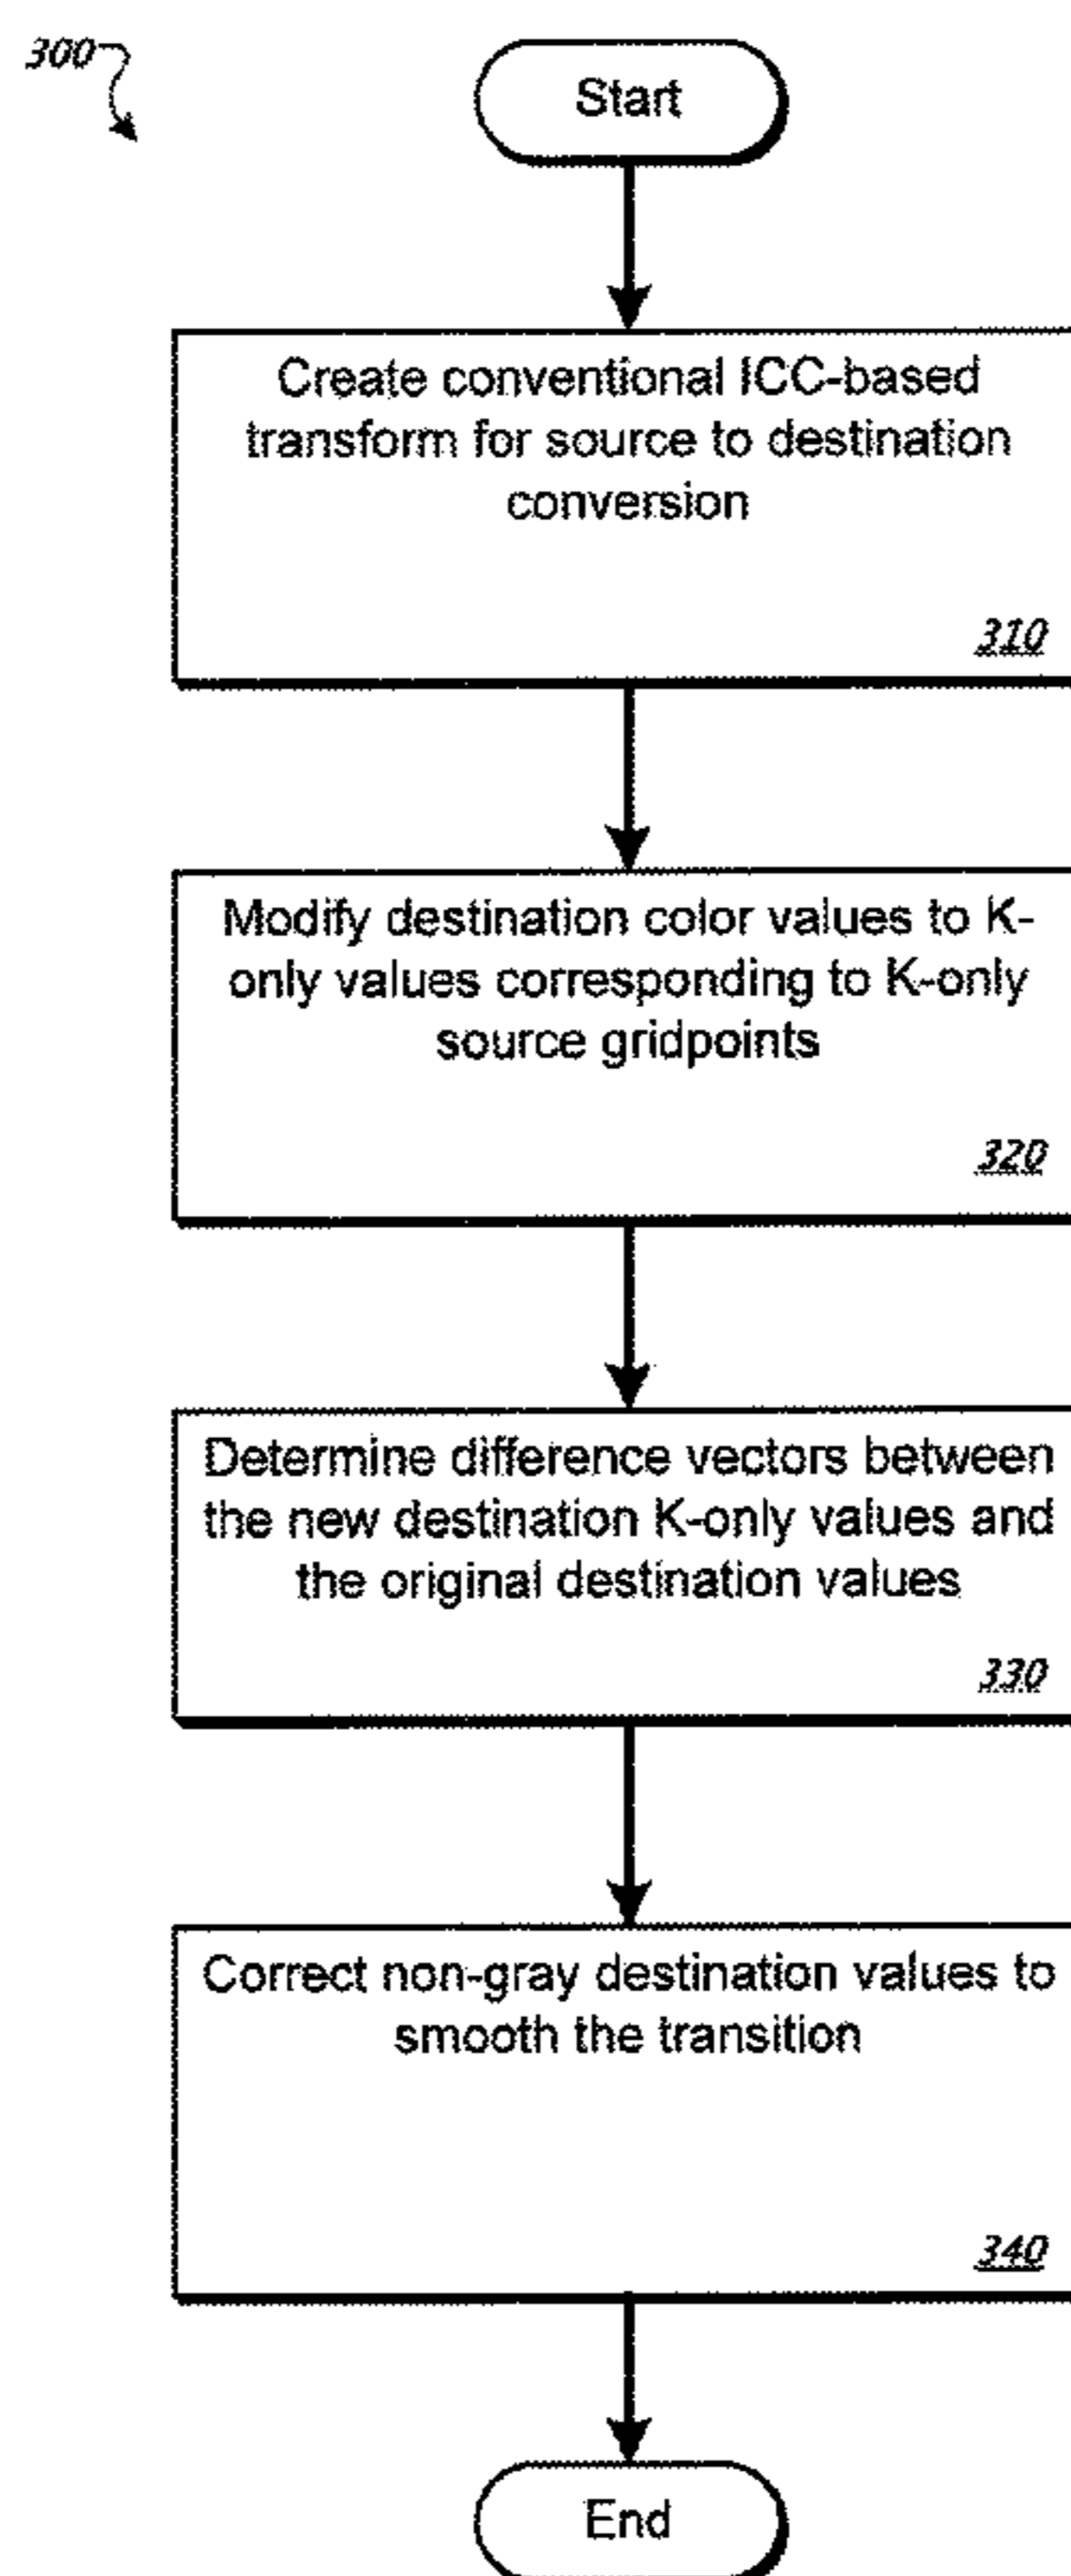 300
Start
Create conventional ICC-based
transform for source to destination
conversion
310
Modify destination color values to K-
only values corresponding to K-only
source gridpoints
320
Determine difference vectors between
the new destination K-only values and
the original destination values
330
Correct non-gray destination values to
smooth the transition
340
End